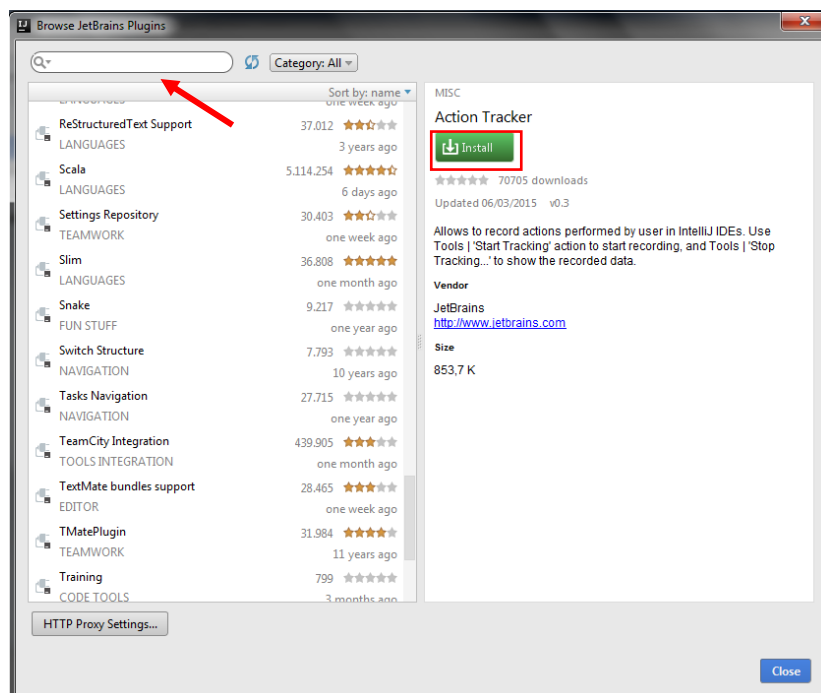 Browse JetBrains Plugins
Category: All
Sort by: name
LANGUAGES one week ago
ReStructuredText Support 37.012
LANGUAGES 3 years ago
Scala 5.114.254
LANGUAGES 6 days ago
Settings Repository 30.403
TEAMWORK one week ago
Slim 36.808
LANGUAGES one month ago
Snake 9.217
FUN STUFF one year ago
Switch Structure 7.793
NAVIGATION 10 years ago
Tasks Navigation 27.715
NAVIGATION one year ago
TeamCity Integration 439.905
TOOLS INTEGRATION one month ago
TextMate bundles support 28.465
EDITOR one week ago
TMatePlugin 31.984
TEAMWORK 11 years ago
Training 799
CODE TOOLS 3 months ago
MISC
Action Tracker
Install
70705 downloads
Updated 06/03/2015 v0.3
Allows to record actions performed by user in IntelliJ IDEs. Use
Tools | 'Start Tracking' action to start recording, and Tools | 'Stop
Tracking...' to show the recorded data.
Vendor
JetBrains
http://www.jetbrains.com
Size
853,7 K
HTTP Proxy Settings...
Close